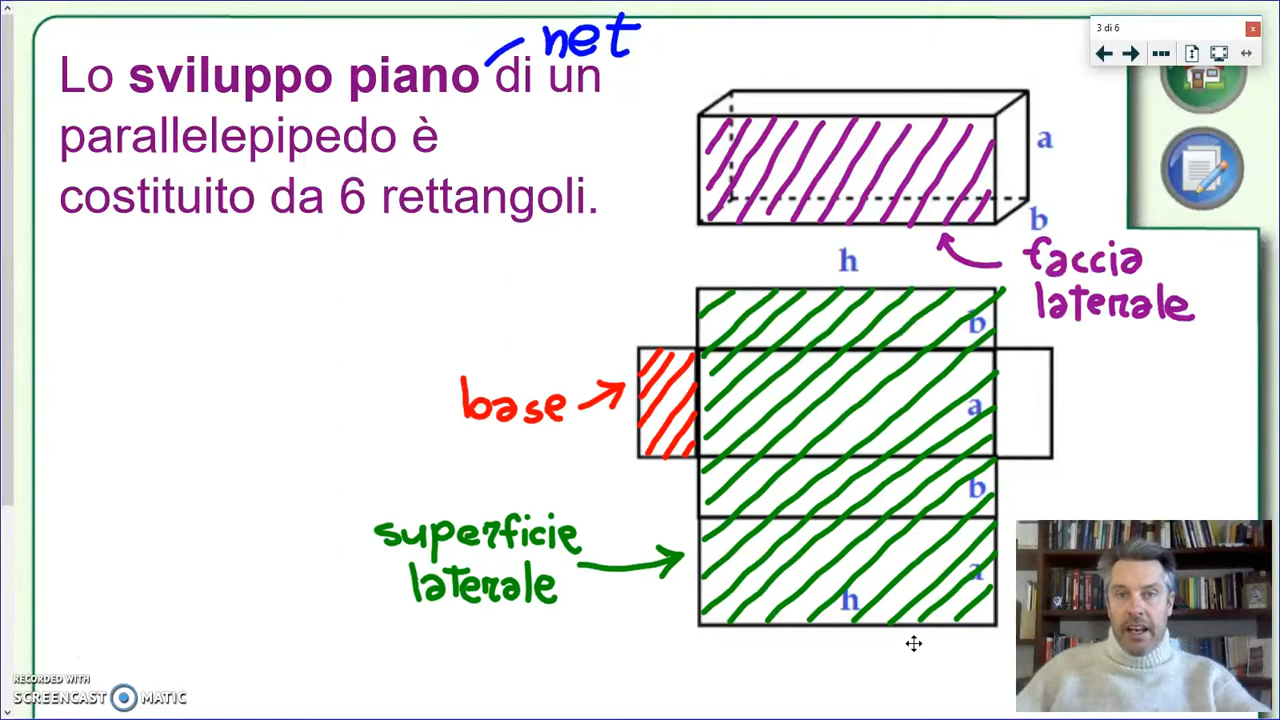 net
Lo sviluppo piano di un
parallelepipedo è
costituito da 6 rettangoli.
3 di 6
a
b
h
faccia
laterale
b
a
b
a
h
base
superficie
laterale
RECORDED WITH
SCREENCAST MATIC